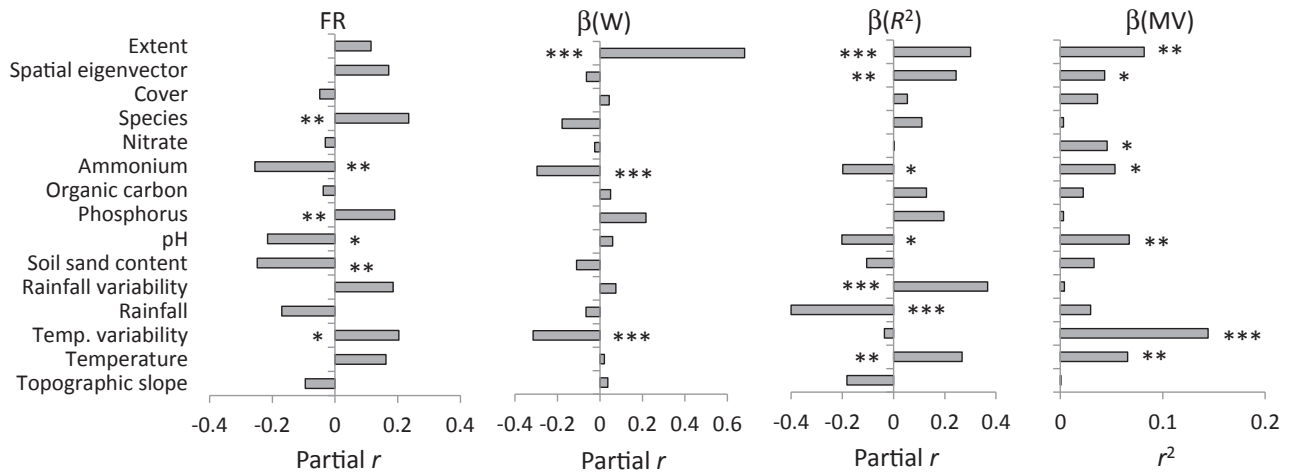 FR β(W) β(R²) β(MV)
Extent *** *** **
Spatial eigenvector ** *
Cover
Species **
Nitrate *
Ammonium ** *** * *
Organic carbon
Phosphorus **
pH * * **
Soil sand content **
Rainfall variability ***
Rainfall ***
Temp. variability * *** ***
Temperature ** **
Topographic slope
-0.4 -0.2 0 0.2 0.4 -0.4 -0.2 0 0.2 0.4 0.6 -0.4 -0.2 0 0.2 0.4 0 0.1 0.2
Partial r Partial r Partial r r²